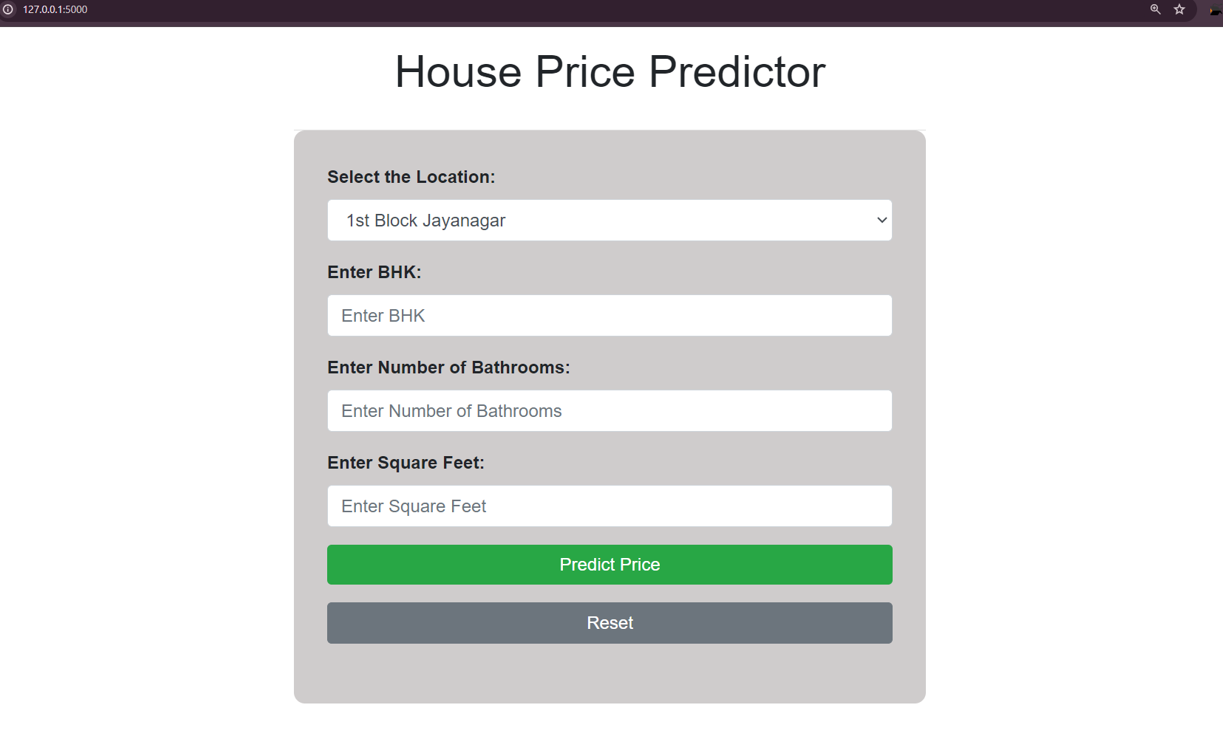 127.0.0.1:5000
House Price Predictor
Select the Location:
1st Block Jayanagar
Enter BHK:
Enter BHK
Enter Number of Bathrooms:
Enter Number of Bathrooms
Enter Square Feet:
Enter Square Feet
Predict Price
Reset